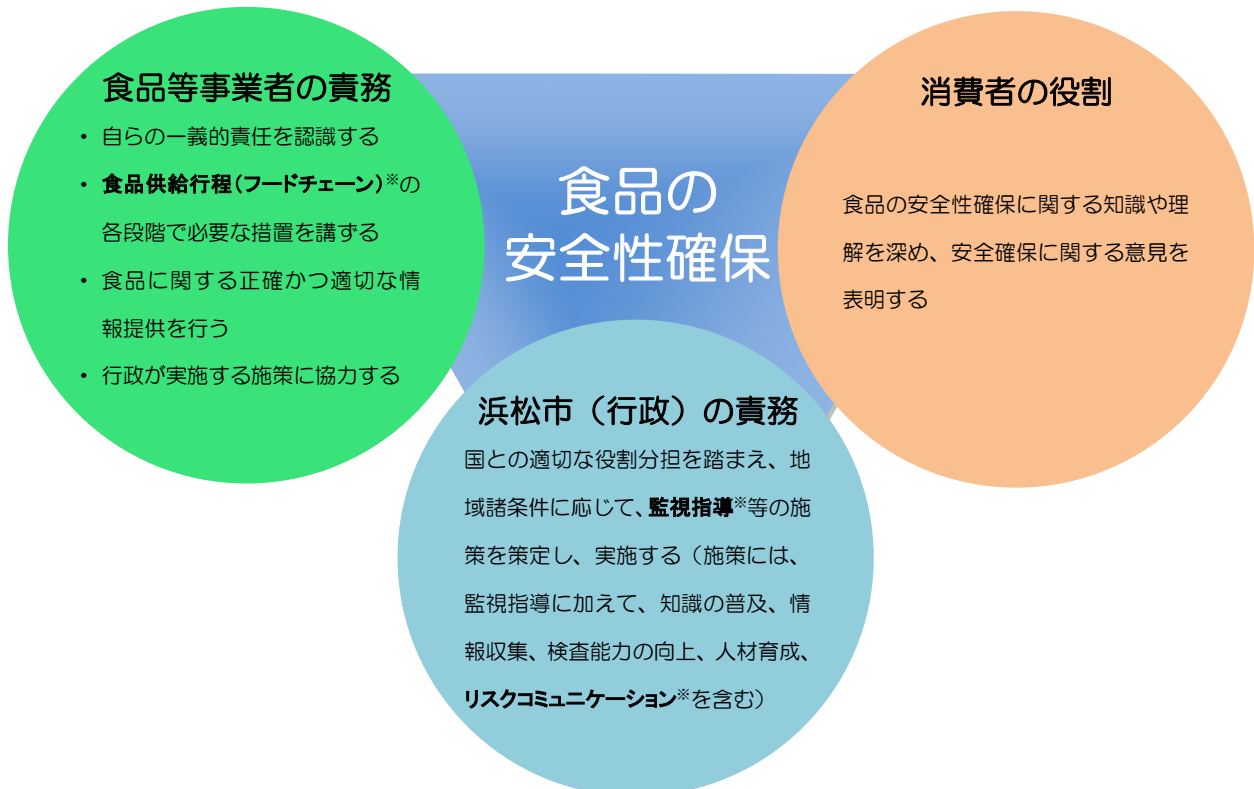 食品等事業者の責務
・ 自らの一義的責任を認識する
・ 食品供給行程(フードチェーン)※の
各段階で必要な措置を講ずる
・ 食品に関する正確かつ適切な情
報提供を行う
・ 行政が実施する施策に協力する
食品の
安全性確保
消費者の役割
食品の安全性確保に関する知識や理
解を深め、安全確保に関する意見を
表明する
浜松市（行政）の責務
国との適切な役割分担を踏まえ、地
域諸条件に応じて、監視指導※等の施
策を策定し、実施する（施策には、
監視指導に加えて、知識の普及、情
報収集、検査能力の向上、人材育成、
リスクコミュニケーション※を含む）